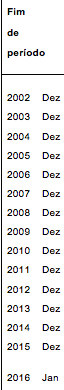 Fim
de
período
2002 Dez
2003 Dez
2004 Dez
2005 Dez
2006 Dez
2007 Dez
2008 Dez
2009 Dez
2010 Dez
2011 Dez
2012 Dez
2013 Dez
2014 Dez
2015 Dez
2016 Jan